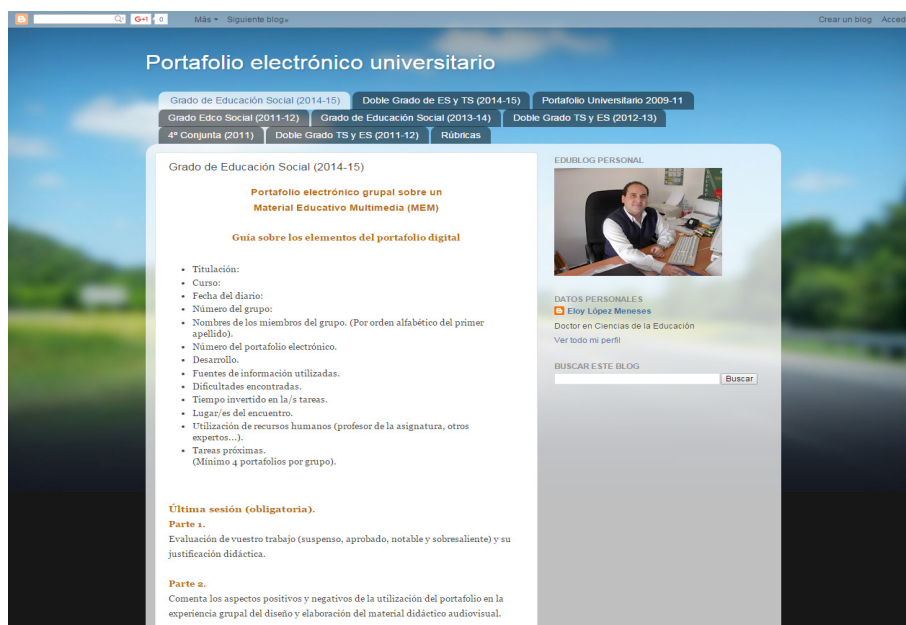 G+1 0 Más Siguiente blog» Crear un blog Acced
Portafolio electrónico universitario
Grado de Educación Social (2014-15) Doble Grado de ES y TS (2014-15) Portafolio Universitario 2009-11
Grado Edco Social (2011-12) Grado de Educación Social (2013-14) Doble Grado TS y ES (2012-13)
4º Conjunta (2011) Doble Grado TS y ES (2011-12) Rúbricas
Grado de Educación Social (2014-15)
Portafolio electrónico grupal sobre un
Material Educativo Multimedia (MEM)
Guía sobre los elementos del portafolio digital
• Titulación:
• Curso:
• Fecha del diario:
• Número del grupo:
• Nombres de los miembros del grupo. (Por orden alfabético del primer
apellido).
• Número del portafolio electrónico.
• Desarrollo.
• Fuentes de información utilizadas.
• Dificultades encontradas.
• Tiempo invertido en la/s tareas.
• Lugar/es del encuentro.
• Utilización de recursos humanos (profesor de la asignatura, otros
expertos...).
• Tareas próximas.
(Mínimo 4 portafolios por grupo).
Última sesión (obligatoria).
Parte 1.
Evaluación de vuestro trabajo (suspenso, aprobado, notable y sobresaliente) y su
justificación didáctica.
Parte 2.
Comenta los aspectos positivos y negativos de la utilización del portafolio en la
experiencia grupal del diseño y elaboración del material didáctico audiovisual.
EDUBLOG PERSONAL
DATOS PERSONALES
Eloy López Meneses
Doctor en Ciencias de la Educación
Ver todo mi perfil
BUSCAR ESTE BLOG
Buscar